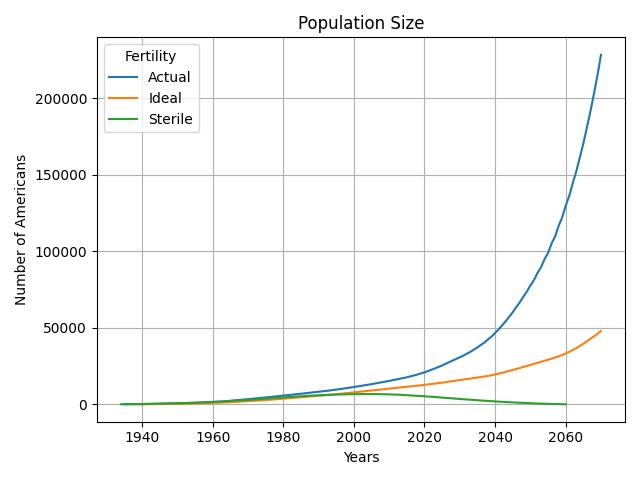 Population Size
Fertility
Actual
Ideal
Sterile
Number of Americans
200000
150000
100000
50000
0
1940 1960 1980 2000 2020 2040 2060
Years